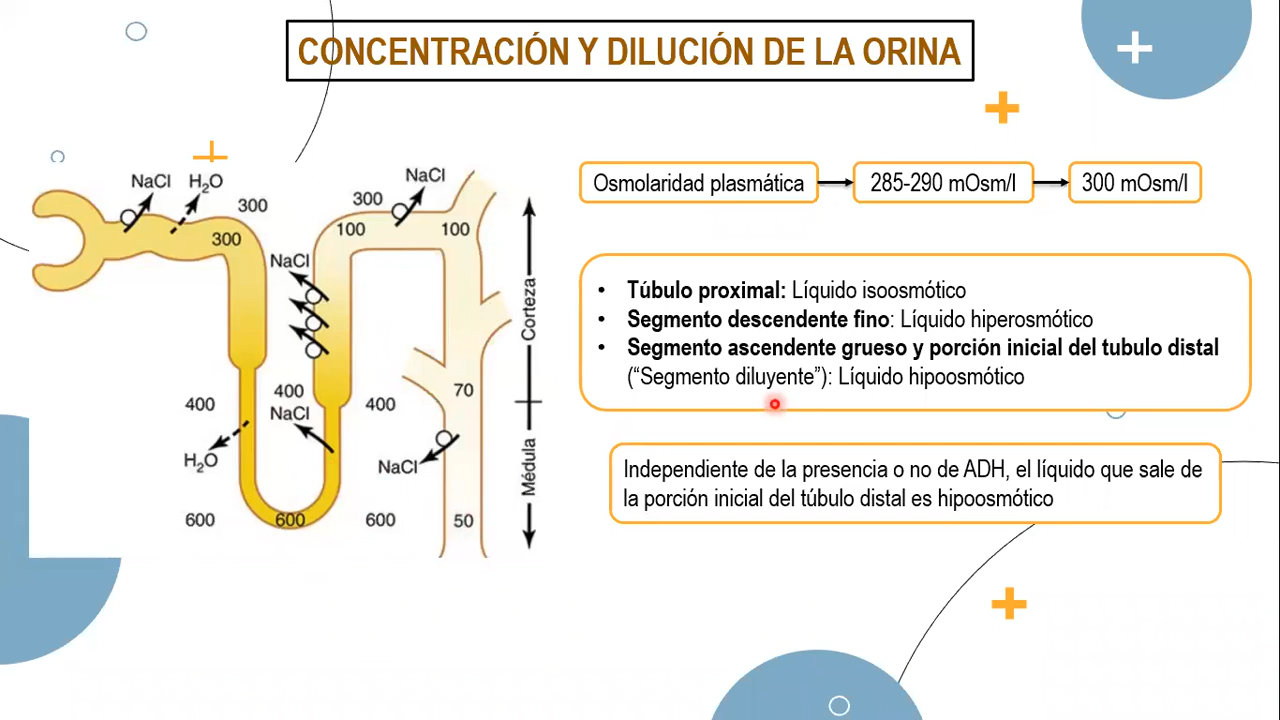 CONCENTRACIÓN Y DILUCIÓN DE LA ORINA
NaCl
H₂O
300
300
NaCl
300
100
100
NaCl
400
400
NaCl
400
70
H₂O
NaCl
600
600
600
50
Corteza
Médula
Osmolaridad plasmática
285-290 mOsm/l
300 mOsm/l
• Túbulo proximal: Líquido isoosmótico
• Segmento descendente fino: Líquido hiperosmótico
• Segmento ascendente grueso y porción inicial del tubulo distal
(“Segmento diluyente”): Líquido hipoosmótico
Independiente de la presencia o no de ADH, el líquido que sale de
la porción inicial del túbulo distal es hipoosmótico